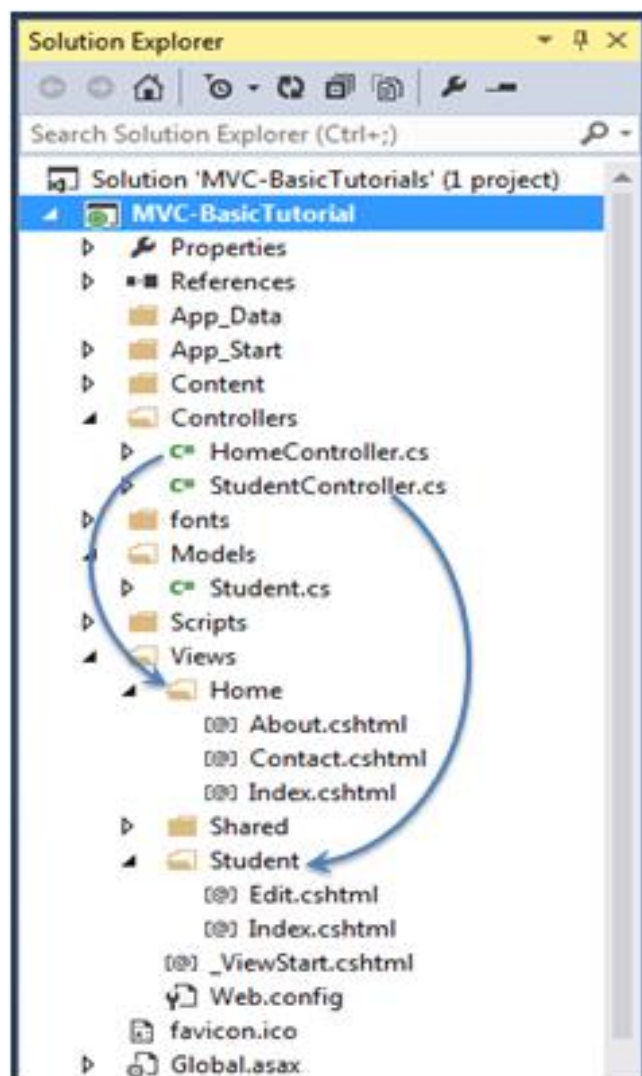 Solution Explorer
Search Solution Explorer (Ctrl+;)
Solution 'MVC-BasicTutorials' (1 project)
MVC-BasicTutorial
Properties
References
App_Data
App_Start
Content
Controllers
C# HomeController.cs
C# StudentController.cs
fonts
Models
C# Student.cs
Scripts
Views
Home
[@] About.cshtml
[@] Contact.cshtml
[@] Index.cshtml
Shared
Student
[@] Edit.cshtml
[@] Index.cshtml
[@] _ViewStart.cshtml
Web.config
favicon.ico
Global.asax